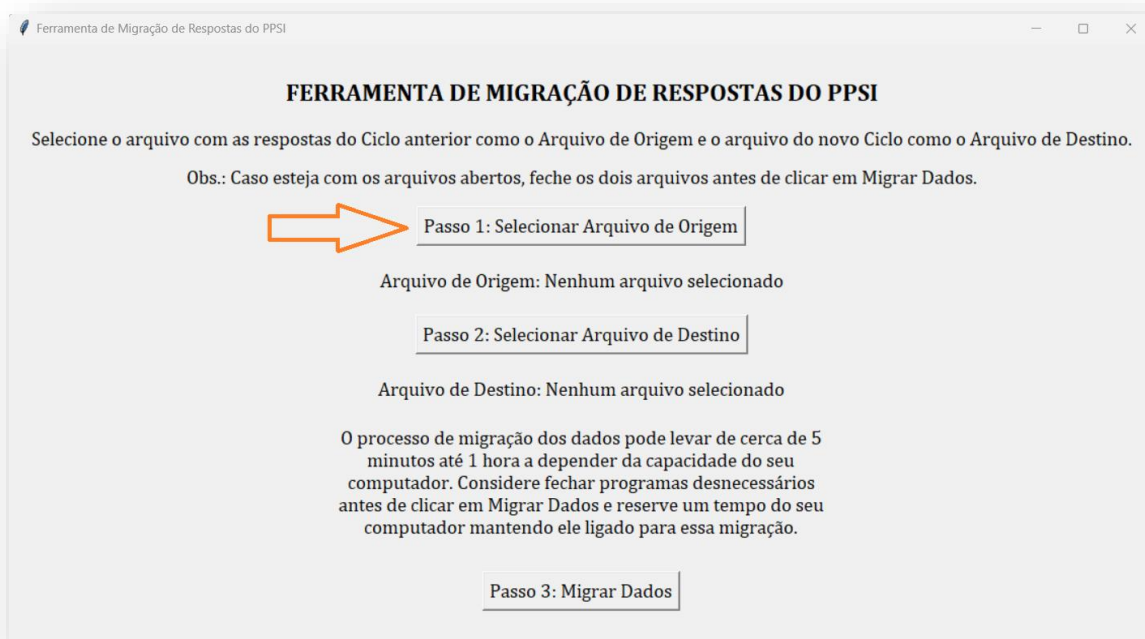 Ferramenta de Migração de Respostas do PPSI
FERRAMENTA DE MIGRAÇÃO DE RESPOSTAS DO PPSI
Selecione o arquivo com as respostas do Ciclo anterior como o Arquivo de Origem e o arquivo do novo Ciclo como o Arquivo de Destino.
Obs.: Caso esteja com os arquivos abertos, feche os dois arquivos antes de clicar em Migrar Dados.
Passo 1: Selecionar Arquivo de Origem
Arquivo de Origem: Nenhum arquivo selecionado
Passo 2: Selecionar Arquivo de Destino
Arquivo de Destino: Nenhum arquivo selecionado
O processo de migração dos dados pode levar de cerca de 5
minutos até 1 hora a depender da capacidade do seu
computador. Considere fechar programas desnecessários
antes de clicar em Migrar Dados e reserve um tempo do seu
computador mantendo ele ligado para essa migração.
Passo 3: Migrar Dados